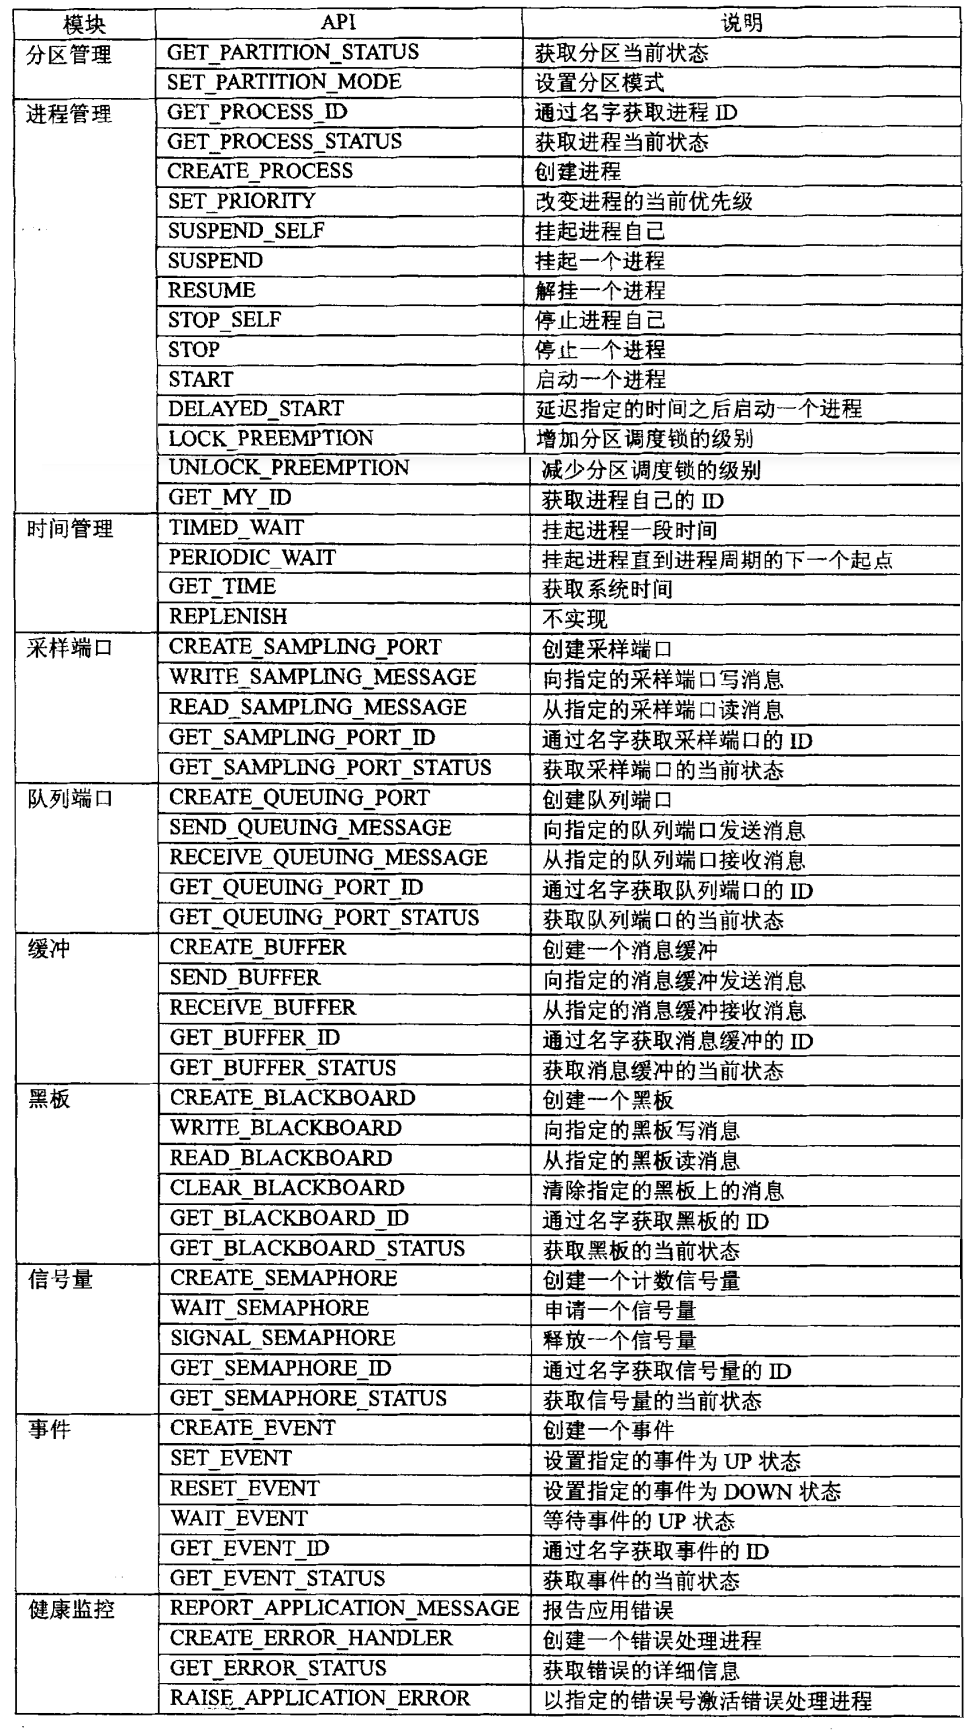 模块 API 说明
分区管理 GET_PARTITION_STATUS 获取分区当前状态
SET_PARTITION_MODE 设置分区模式
进程管理 GET_PROCESS_ID 通过名字获取进程 ID
GET_PROCESS_STATUS 获取进程当前状态
CREATE_PROCESS 创建进程
SET_PRIORITY 改变进程的当前优先级
SUSPEND_SELF 挂起进程自己
SUSPEND 挂起一个进程
RESUME 解挂一个进程
STOP_SELF 停止进程自己
STOP 停止一个进程
START 启动一个进程
DELAYED_START 延迟指定的时间之后启动一个进程
LOCK_PREEMPTION 增加分区调度锁的级别
UNLOCK_PREEMPTION 减少分区调度锁的级别
GET_MY_ID 获取进程自己的 ID
时间管理 TIMED_WAIT 挂起进程一段时间
PERIODIC_WAIT 挂起进程直到进程周期的下一个起点
GET_TIME 获取系统时间
REPLENISH 不实现
采样端口 CREATE_SAMPLING_PORT 创建采样端口
WRITE_SAMPLING_MESSAGE 向指定的采样端口写消息
READ_SAMPLING_MESSAGE 从指定的采样端口读消息
GET_SAMPLING_PORT_ID 通过名字获取采样端口的 ID
GET_SAMPLING_PORT_STATUS 获取采样端口的当前状态
队列端口 CREATE_QUEUING_PORT 创建队列端口
SEND_QUEUING_MESSAGE 向指定的队列端口发送消息
RECEIVE_QUEUING_MESSAGE 从指定的队列端口接收消息
GET_QUEUING_PORT_ID 通过名字获取队列端口的 ID
GET_QUEUING_PORT_STATUS 获取队列端口的当前状态
缓冲 CREATE_BUFFER 创建一个消息缓冲
SEND_BUFFER 向指定的消息缓冲发送消息
RECEIVE_BUFFER 从指定的消息缓冲接收消息
GET_BUFFER_ID 通过名字获取消息缓冲的 ID
GET_BUFFER_STATUS 获取消息缓冲的当前状态
黑板 CREATE_BLACKBOARD 创建一个黑板
WRITE_BLACKBOARD 向指定的黑板写消息
READ_BLACKBOARD 从指定的黑板读消息
CLEAR_BLACKBOARD 清除指定的黑板上的消息
GET_BLACKBOARD_ID 通过名字获取黑板的 ID
GET_BLACKBOARD_STATUS 获取黑板的当前状态
信号量 CREATE_SEMAPHORE 创建一个计数信号量
WAIT_SEMAPHORE 申请一个信号量
SIGNAL_SEMAPHORE 释放一个信号量
GET_SEMAPHORE_ID 通过名字获取信号量的 ID
GET_SEMAPHORE_STATUS 获取信号量的当前状态
事件 CREATE_EVENT 创建一个事件
SET_EVENT 设置指定的事件为 UP 状态
RESET_EVENT 设置指定的事件为 DOWN 状态
WAIT_EVENT 等待事件的 UP 状态
GET_EVENT_ID 通过名字获取事件的 ID
GET_EVENT_STATUS 获取事件的当前状态
健康监控 REPORT_APPLICATION_MESSAGE 报告应用错误
CREATE_ERROR_HANDLER 创建一个错误处理进程
GET_ERROR_STATUS 获取错误的详细信息
RAISE_APPLICATION_ERROR 以指定的错误号激活错误处理进程